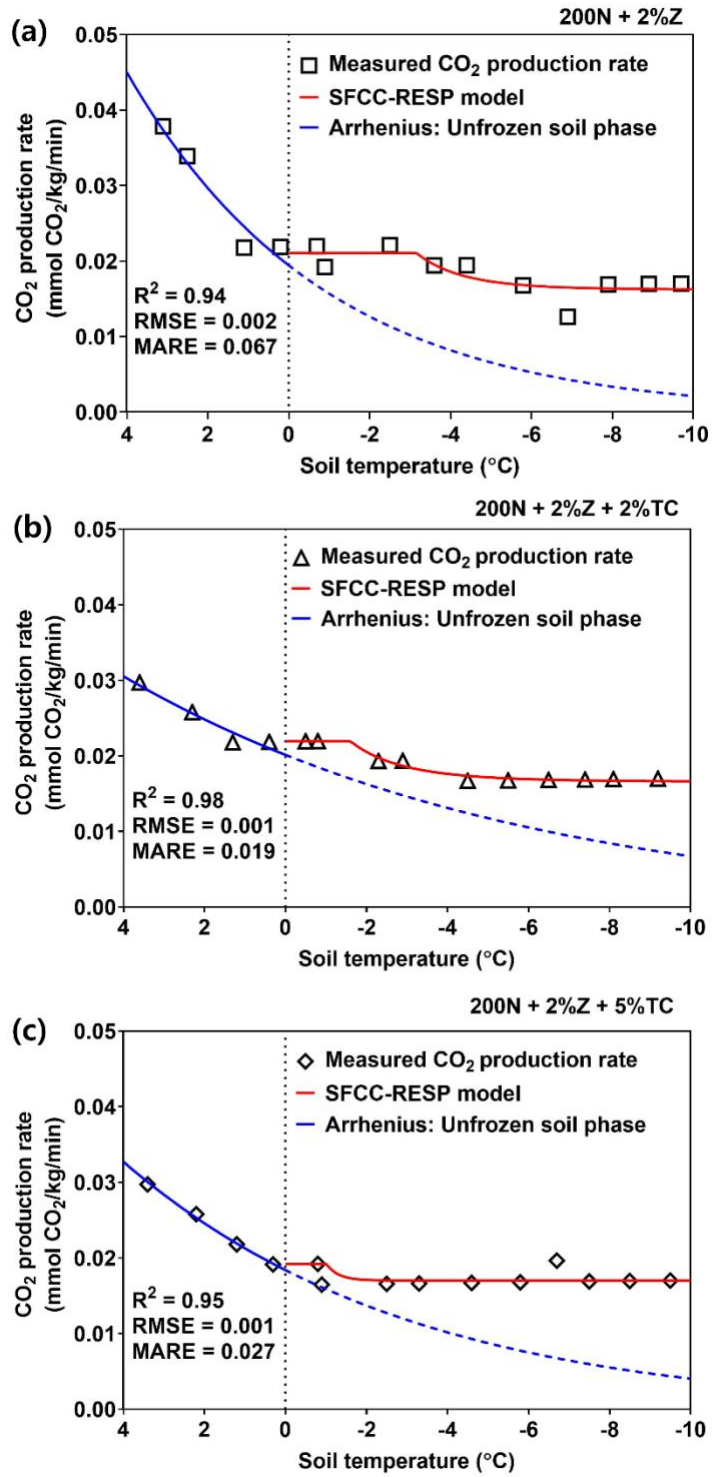 (a)
200N + 2%Z
CO₂ production rate
(mmol CO₂/kg/min)
0.05
0.04
0.03
0.02
0.01
0.00
Measured CO₂ production rate
SFCC-RESP model
Arrhenius: Unfrozen soil phase
R² = 0.94
RMSE = 0.002
MARE = 0.067
4 2 0 -2 -4 -6 -8 -10
Soil temperature (°C)
(b)
200N + 2%Z + 2%TC
CO₂ production rate
(mmol CO₂/kg/min)
0.05
0.04
0.03
0.02
0.01
0.00
Measured CO₂ production rate
SFCC-RESP model
Arrhenius: Unfrozen soil phase
R² = 0.98
RMSE = 0.001
MARE = 0.019
4 2 0 -2 -4 -6 -8 -10
Soil temperature (°C)
(c)
200N + 2%Z + 5%TC
CO₂ production rate
(mmol CO₂/kg/min)
0.05
0.04
0.03
0.02
0.01
0.00
Measured CO₂ production rate
SFCC-RESP model
Arrhenius: Unfrozen soil phase
R² = 0.95
RMSE = 0.001
MARE = 0.027
4 2 0 -2 -4 -6 -8 -10
Soil temperature (°C)